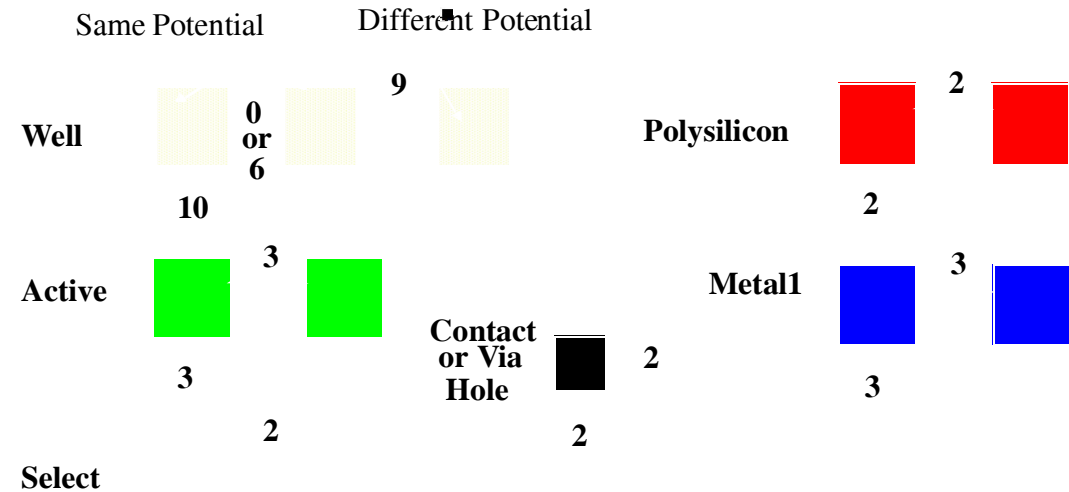 Same Potential
Different Potential
9
2
Well
0
or
6
Polysilicon
10
2
3
3
Active
Metal1
Contact
or Via
Hole
2
3
3
2
2
Select